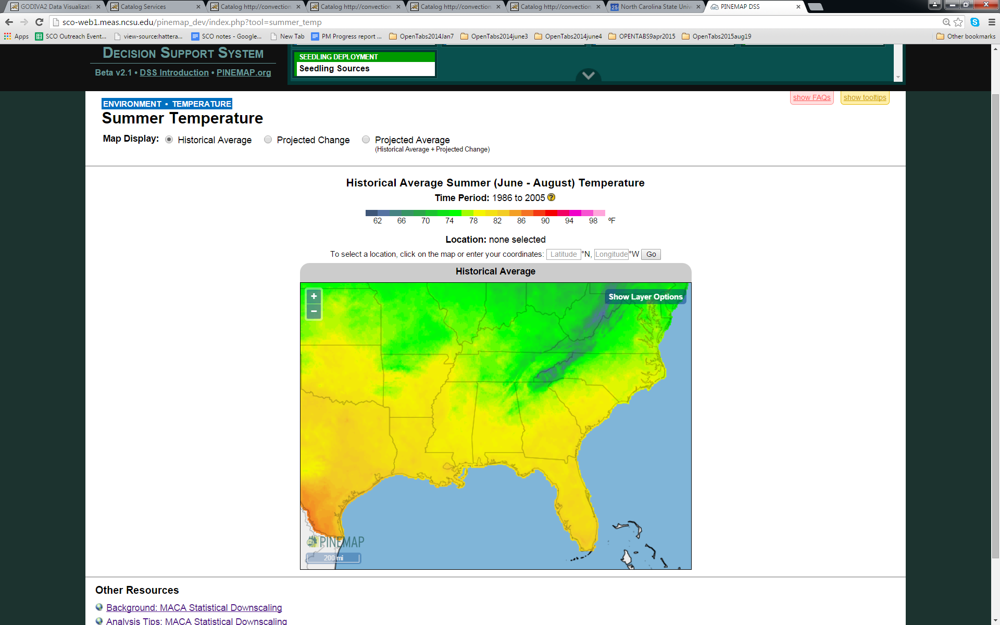 GODIVA2 Data Visualizati
Catalog Services
Catalog http://convection
Catalog http://convection
Catalog http://convection
Catalog http://convection
25 North Carolina State Univ
PINEMAP DSS
sco-web1.meas.ncsu.edu/pinemap_dev/index.php?tool=summer_temp
Apps
SCO Outreach Event...
view-source:hattera...
SCO notes - Google...
New Tab
PM Progress report ...
OpenTabs2014Jan7
OpenTabs2014june3
OpenTabs2014june4
OPENTABS9apr2015
OpenTabs2015aug19
Other bookmarks
DECISION SUPPORT SYSTEM
Beta v2.1 • DSS Introduction • PINEMAP.org
SEEDLING DEPLOYMENT
Seedling Sources
show FAQs
show tooltips
ENVIRONMENT • TEMPERATURE
Summer Temperature
Map Display: Historical Average Projected Change Projected Average
(Historical Average + Projected Change)
Historical Average Summer (June - August) Temperature
Time Period: 1986 to 2005 ?
62 66 70 74 78 82 86 90 94 98 ºF
Location: none selected
To select a location, click on the map or enter your coordinates: Latitude °N, Longitude °W Go
Historical Average
+
−
Show Layer Options
PINEMAP
200 mi
Other Resources
Background: MACA Statistical Downscaling
Analysis Tips: MACA Statistical Downscaling